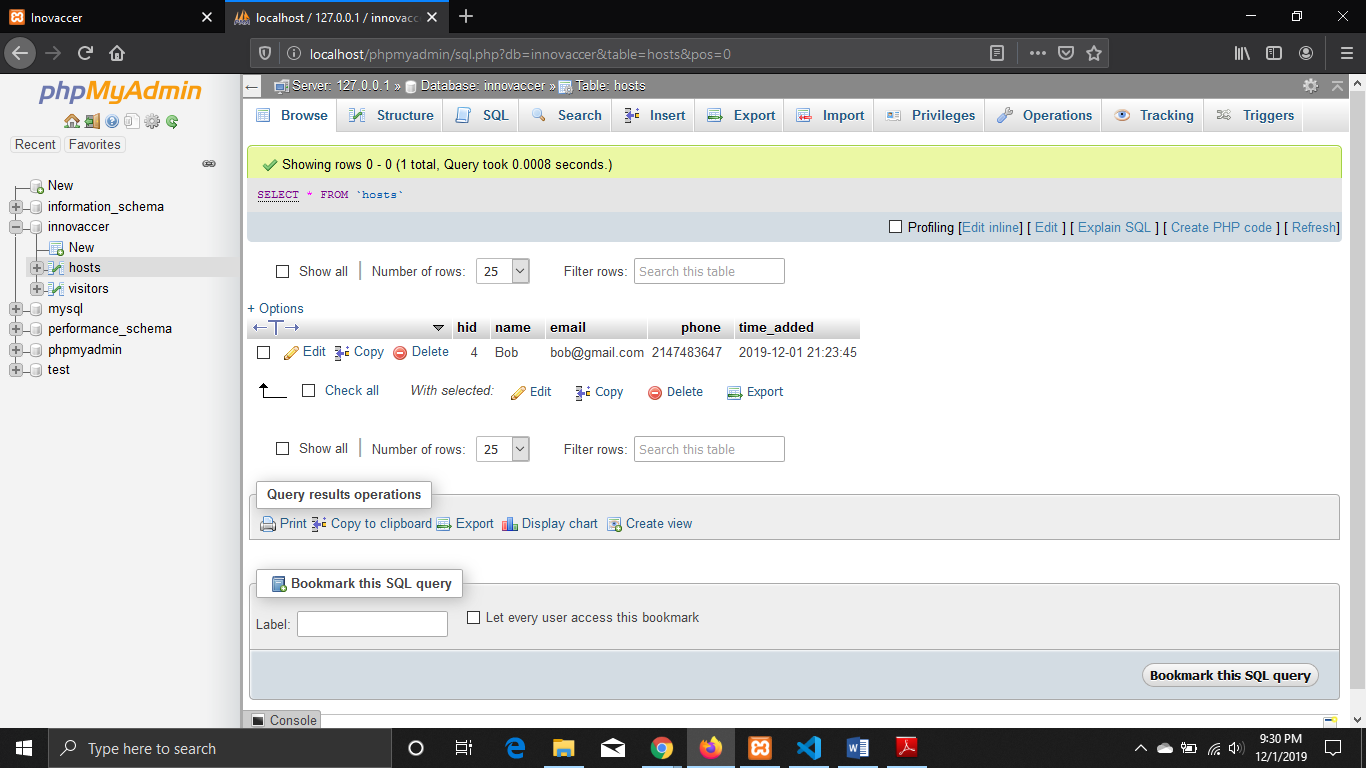 Inovaccer
localhost / 127.0.0.1 / innovacc
localhost/phpmyadmin/sql.php?db=innovaccer&table=hosts&pos=0
phpMyAdmin
Recent Favorites
New
information_schema
innovaccer
New
hosts
visitors
mysql
performance_schema
phpmyadmin
test
Server: 127.0.0.1 » Database: innovaccer » Table: hosts
Browse Structure SQL Search Insert Export Import Privileges Operations Tracking Triggers
Showing rows 0 - 0 (1 total, Query took 0.0008 seconds.)
SELECT * FROM `hosts`
Profiling [Edit inline] [ Edit ] [ Explain SQL ] [ Create PHP code ] [ Refresh]
Show all Number of rows: 25 Filter rows: Search this table
+ Options
←T→ hid name email phone time_added
Edit Copy Delete 4 Bob bob@gmail.com 2147483647 2019-12-01 21:23:45
Check all With selected: Edit Copy Delete Export
Show all Number of rows: 25 Filter rows: Search this table
Query results operations
Print Copy to clipboard Export Display chart Create view
Bookmark this SQL query
Label: Let every user access this bookmark
Bookmark this SQL query
Console
Type here to search
9:30 PM
12/1/2019